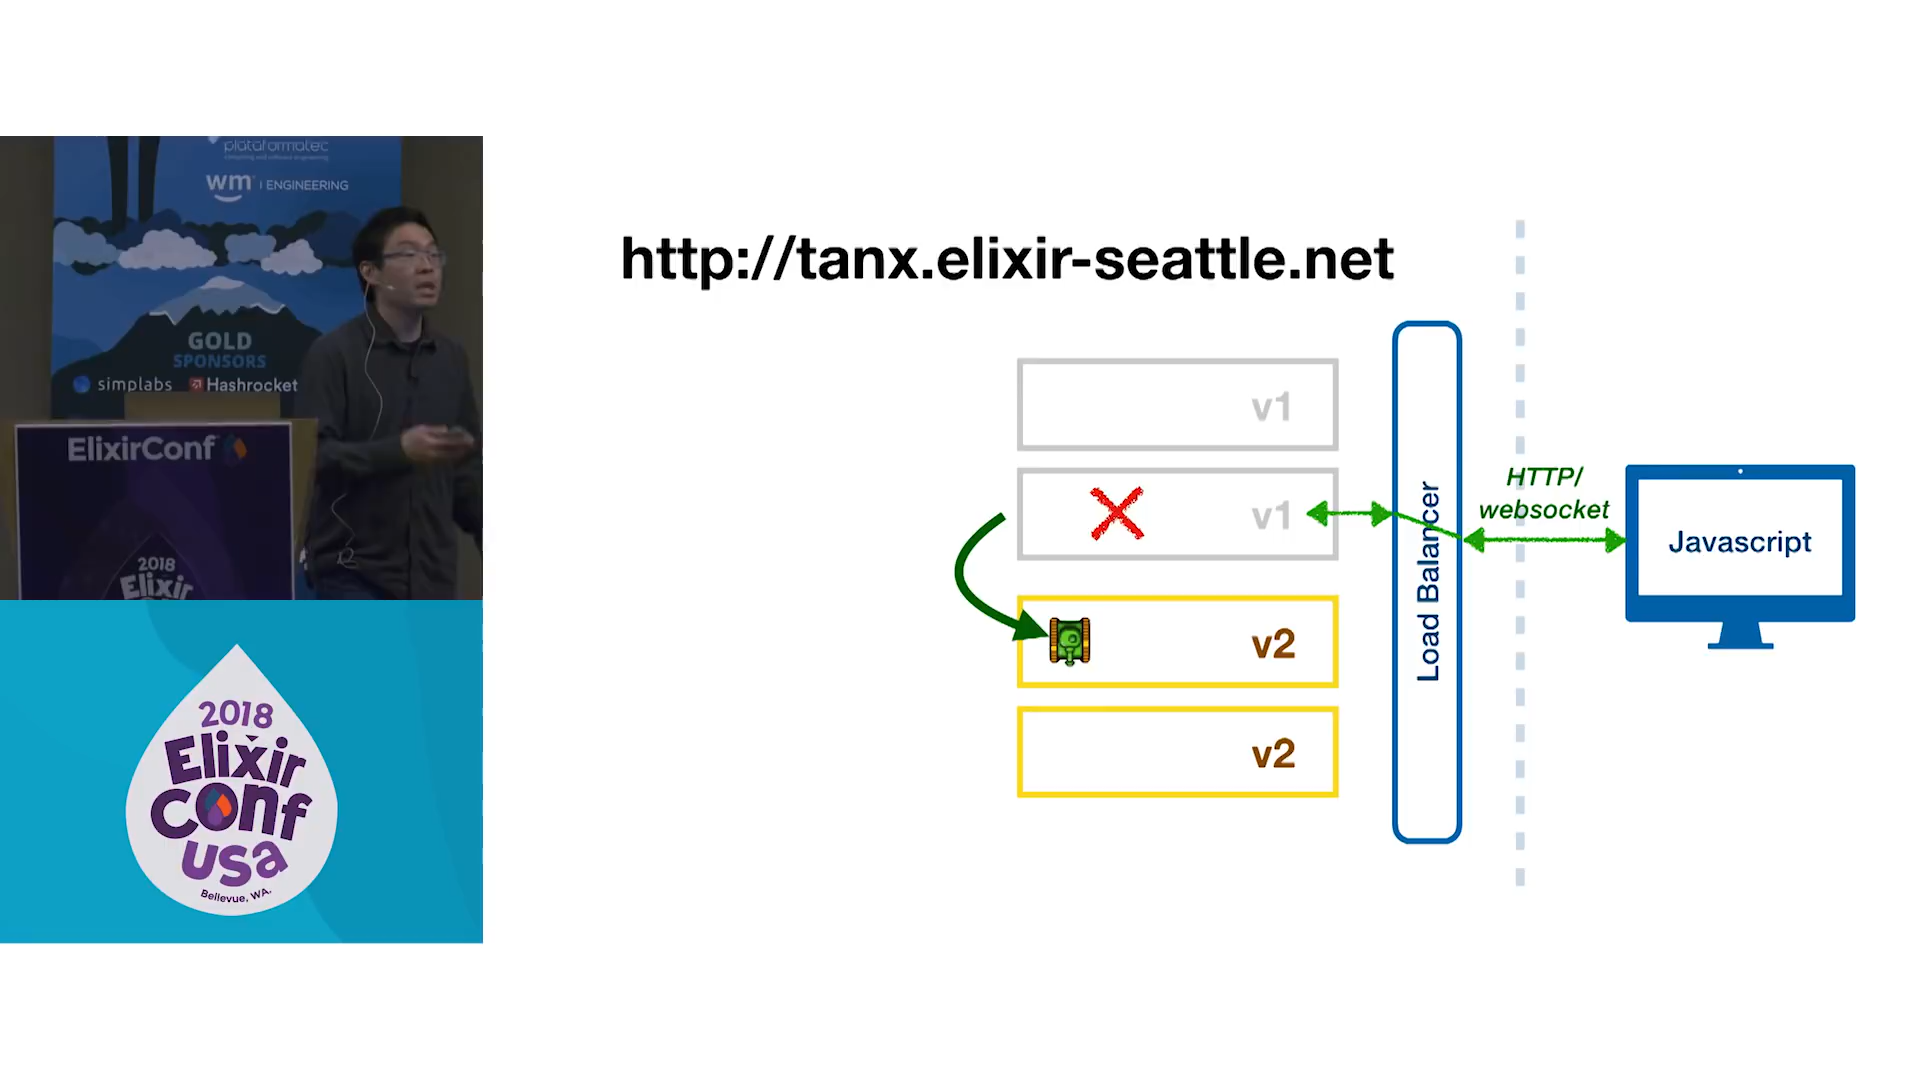 plataformatec
wm ENGINEERING
GOLD
SPONSORS
simplabs Hashrocket
ElixirConf
2018
Elixir
2018
Elixir
Conf
USA
Bellevue, WA.
http://tanx.elixir-seattle.net
v1
v1
v2
v2
Load Balancer
HTTP/
websocket
Javascript